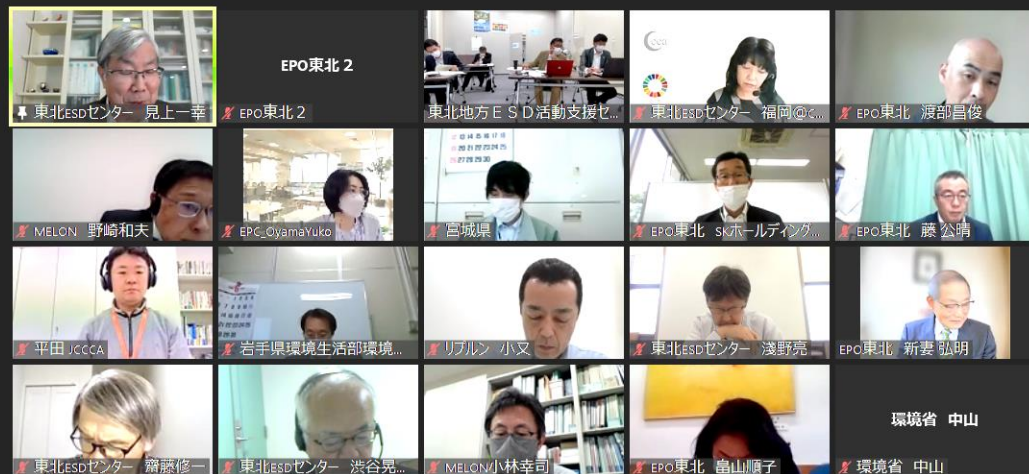 東北ESDセンター 見上一幸
EPO東北２
EPO東北２
東北地方ＥＳＤ活動支援セ...
東北ESDセンター 福岡@c...
EPO東北 渡部昌俊
MELON 野崎和夫
EPC_OyamaYuko
宮城県
EPO東北 SKホールディング...
EPO東北 藤 公晴
平田 JCCCA
岩手県環境生活部環境...
リブルン 小又
東北ESDセンター 淺野亮
EPO東北 新妻 弘明
東北ESDセンター 齋藤修一
東北ESDセンター 渋谷晃...
MELON小林幸司
EPO東北 畠山順子
環境省 中山
環境省 中山